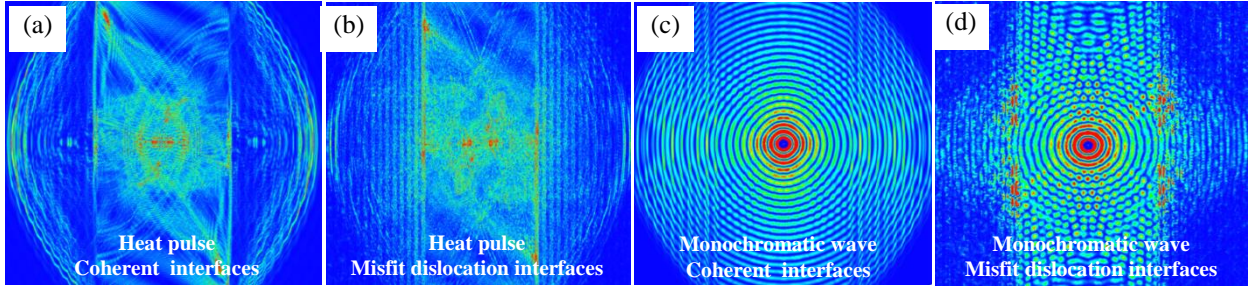 (a)
Heat pulse
Coherent interfaces
(b)
Heat pulse
Misfit dislocation interfaces
(c)
Monochromatic wave
Coherent interfaces
(d)
Monochromatic wave
Misfit dislocation interfaces